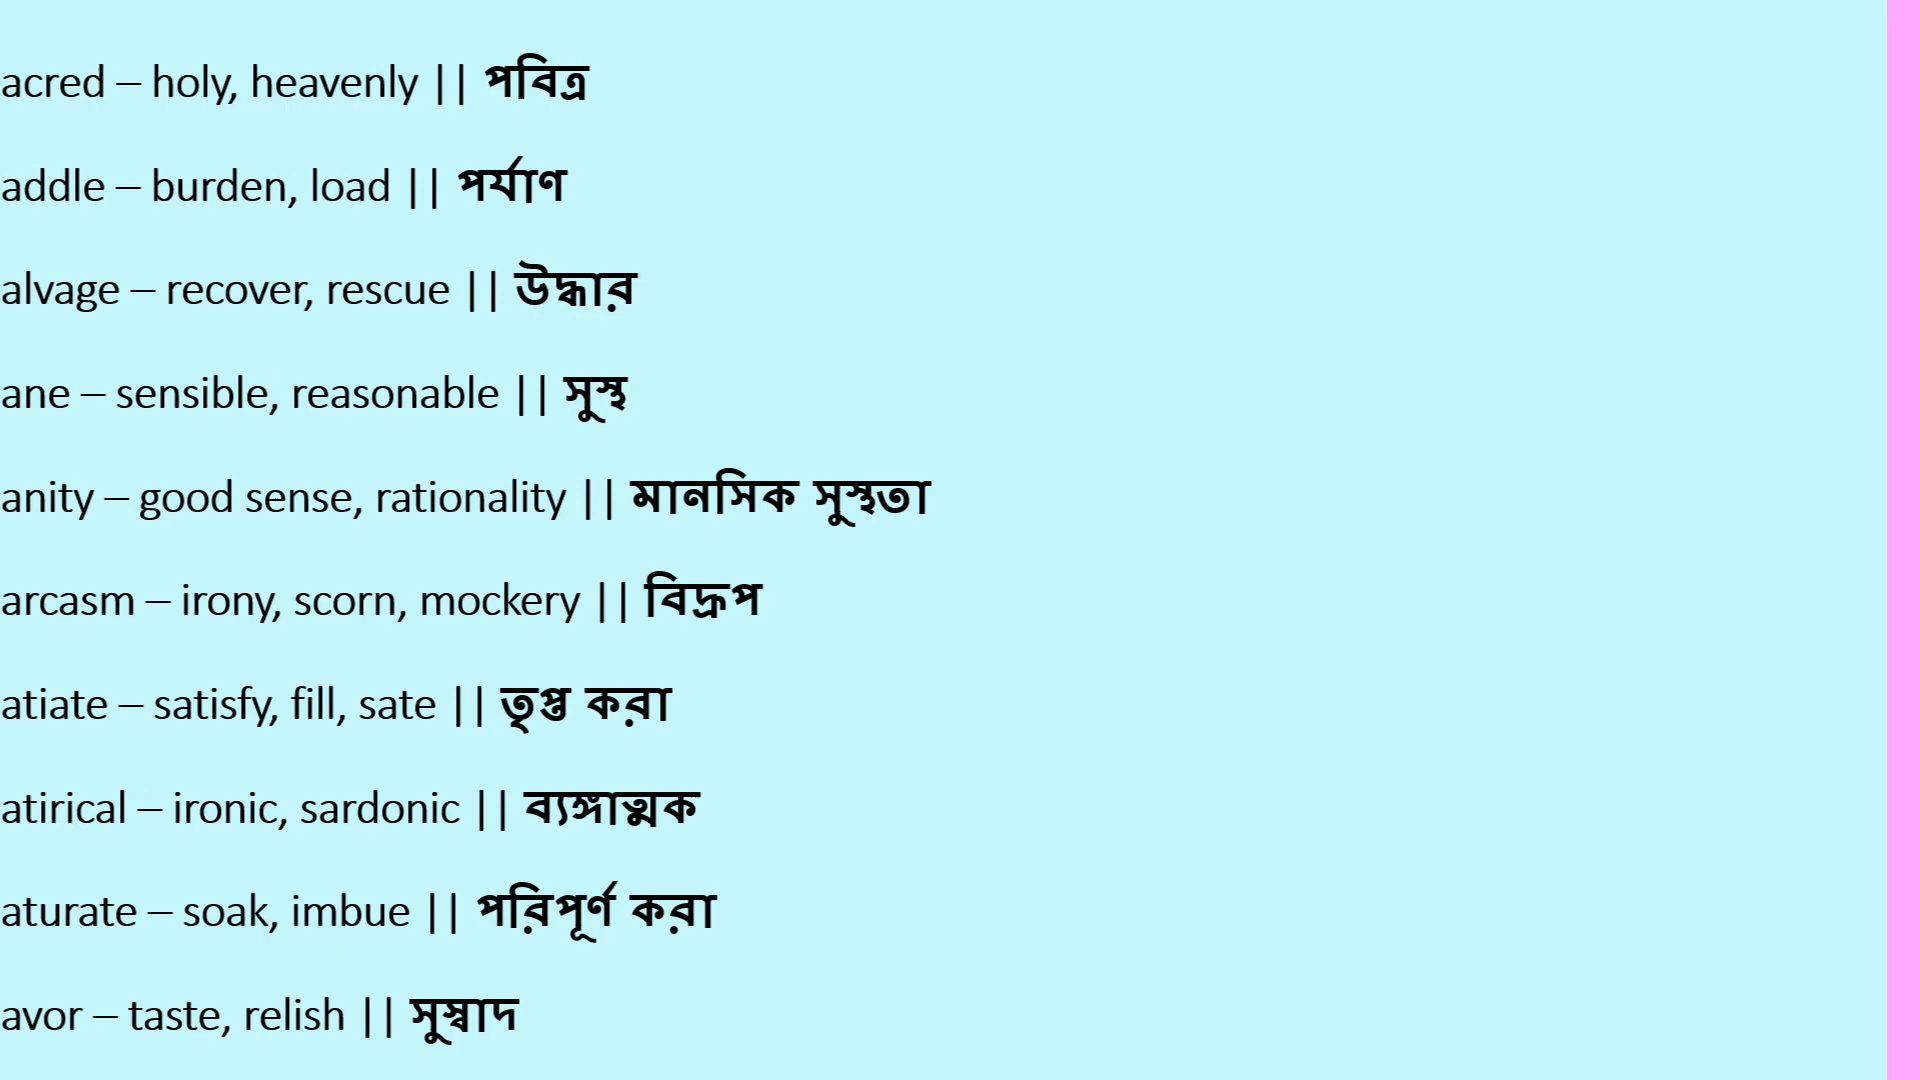 acred – holy, heavenly || পবিত্র
addle – burden, load || পর্যাণ
alvage – recover, rescue || উদ্ধার
ane – sensible, reasonable || সুস্থ
anity – good sense, rationality || মানসিক সুস্থতা
arcasm – irony, scorn, mockery || বিদ্রূপ
atiate – satisfy, fill, sate || তৃপ্ত করা
atirical – ironic, sardonic || ব্যঙ্গাত্মক
aturate – soak, imbue || পরিপূর্ণ করা
avor – taste, relish || সুস্বাদ